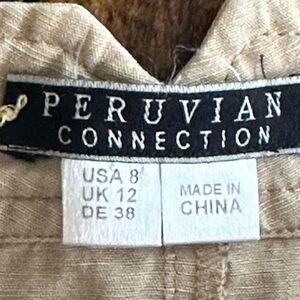 PERUVIAN
CONNECTION
USA 8
UK 12
DE 38
MADE IN
CHINA